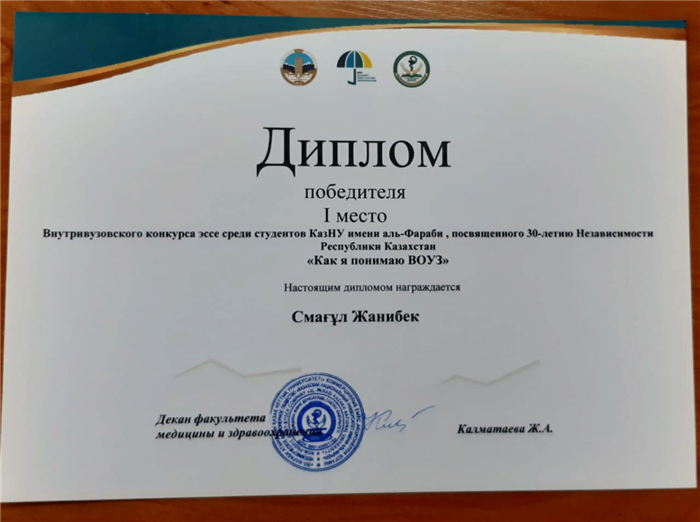 Диплом
победителя
I место
Внутривузовского конкурса эссе среди студентов КазНУ имени аль-Фараби , посвященного 30-летию Независимости
Республики Казахстан
«Как я понимаю ВОУЗ»
Настоящим дипломом награждается
Смағұл Жанибек
Декан факультета
медицины и здравоохранения
Калматаева Ж.А.